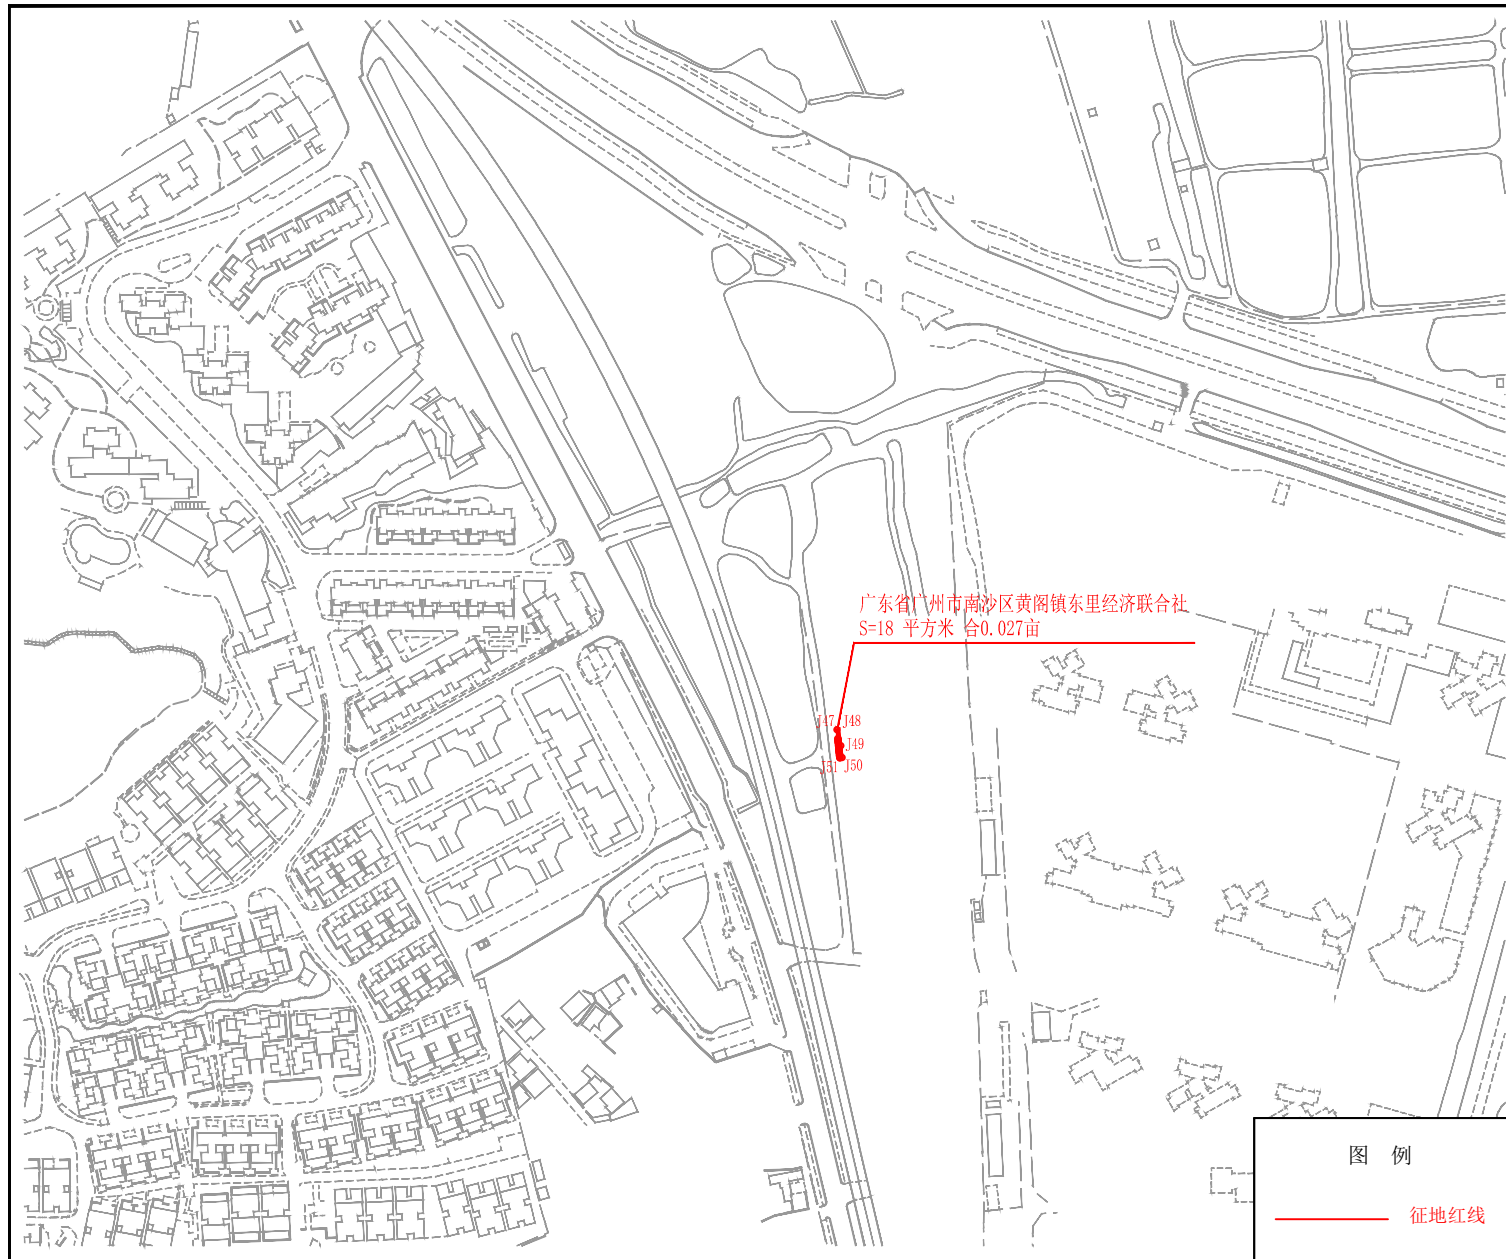 广东省广州市南沙区黄阁镇东里经济联合社
S=18 平方米 合0.027亩
J47 J48
J49
J51 J50
图 例
征地红线